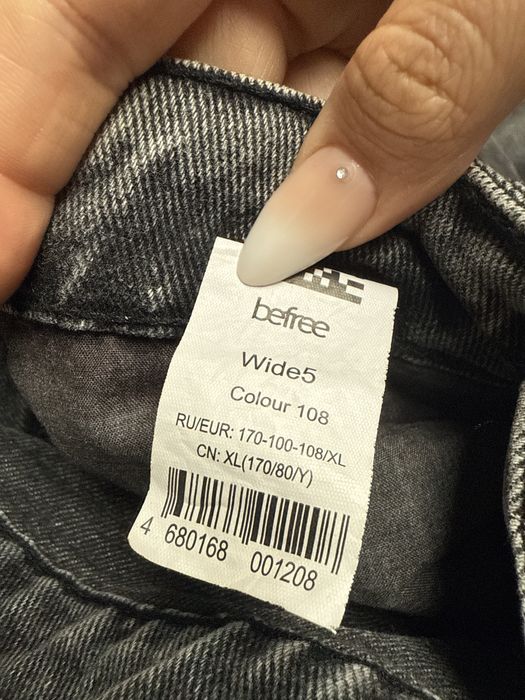 befree
Wide5
Colour 108
RU/EUR: 170-100-108/XL
CN: XL(170/80/Y)
4 680168 001208